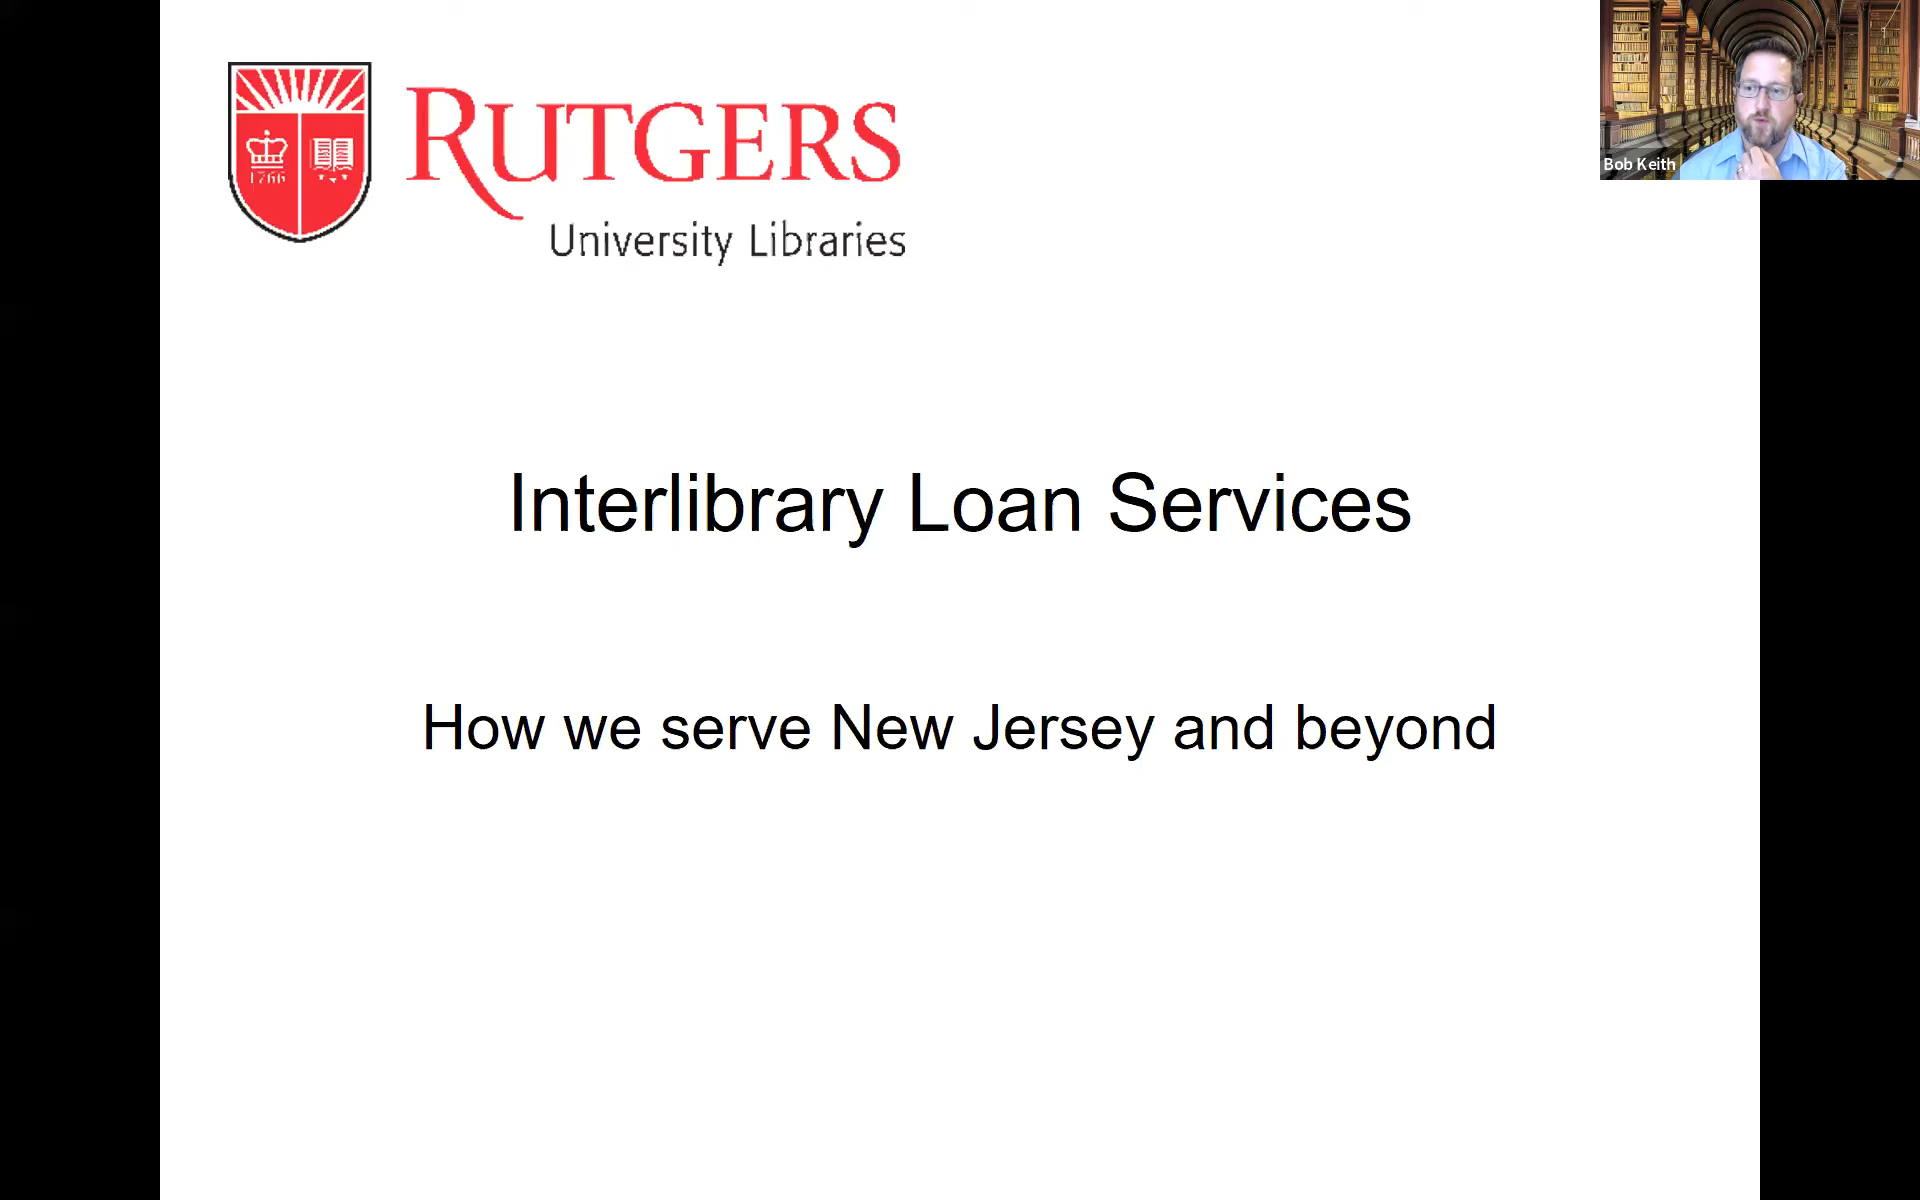 1766
RUTGERS
University Libraries
Bob Keith
Interlibrary Loan Services
How we serve New Jersey and beyond